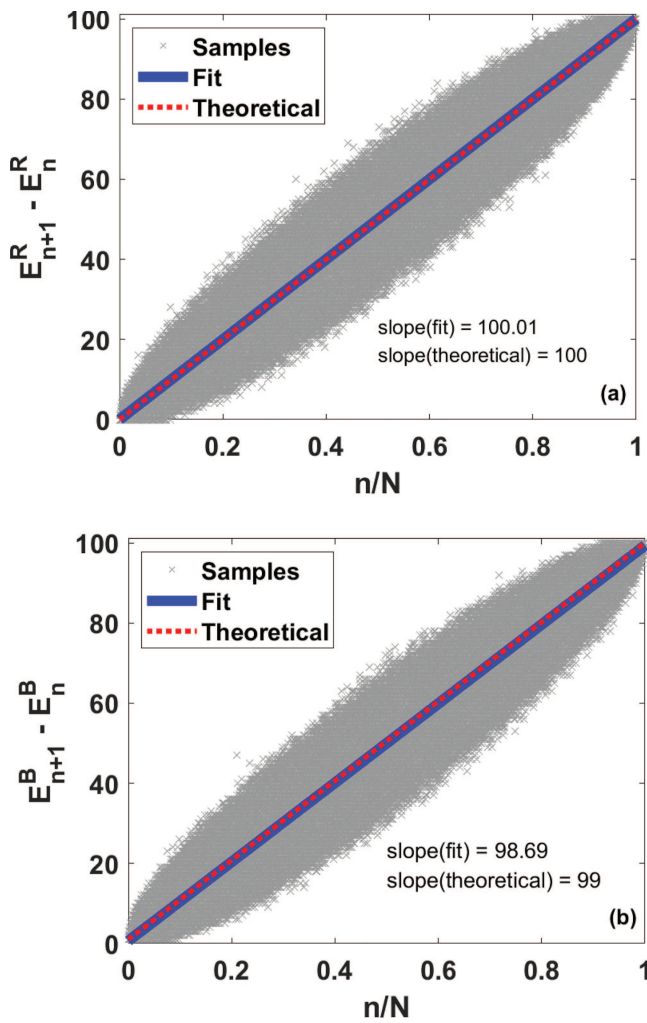 100
80
60
40
20
0
E^R_{n+1} - E^R_n
Samples
Fit
Theoretical
slope(fit) = 100.01
slope(theoretical) = 100
(a)
0 0.2 0.4 0.6 0.8 1
n/N
100
80
60
40
20
0
E^B_{n+1} - E^B_n
Samples
Fit
Theoretical
slope(fit) = 98.69
slope(theoretical) = 99
(b)
0 0.2 0.4 0.6 0.8 1
n/N